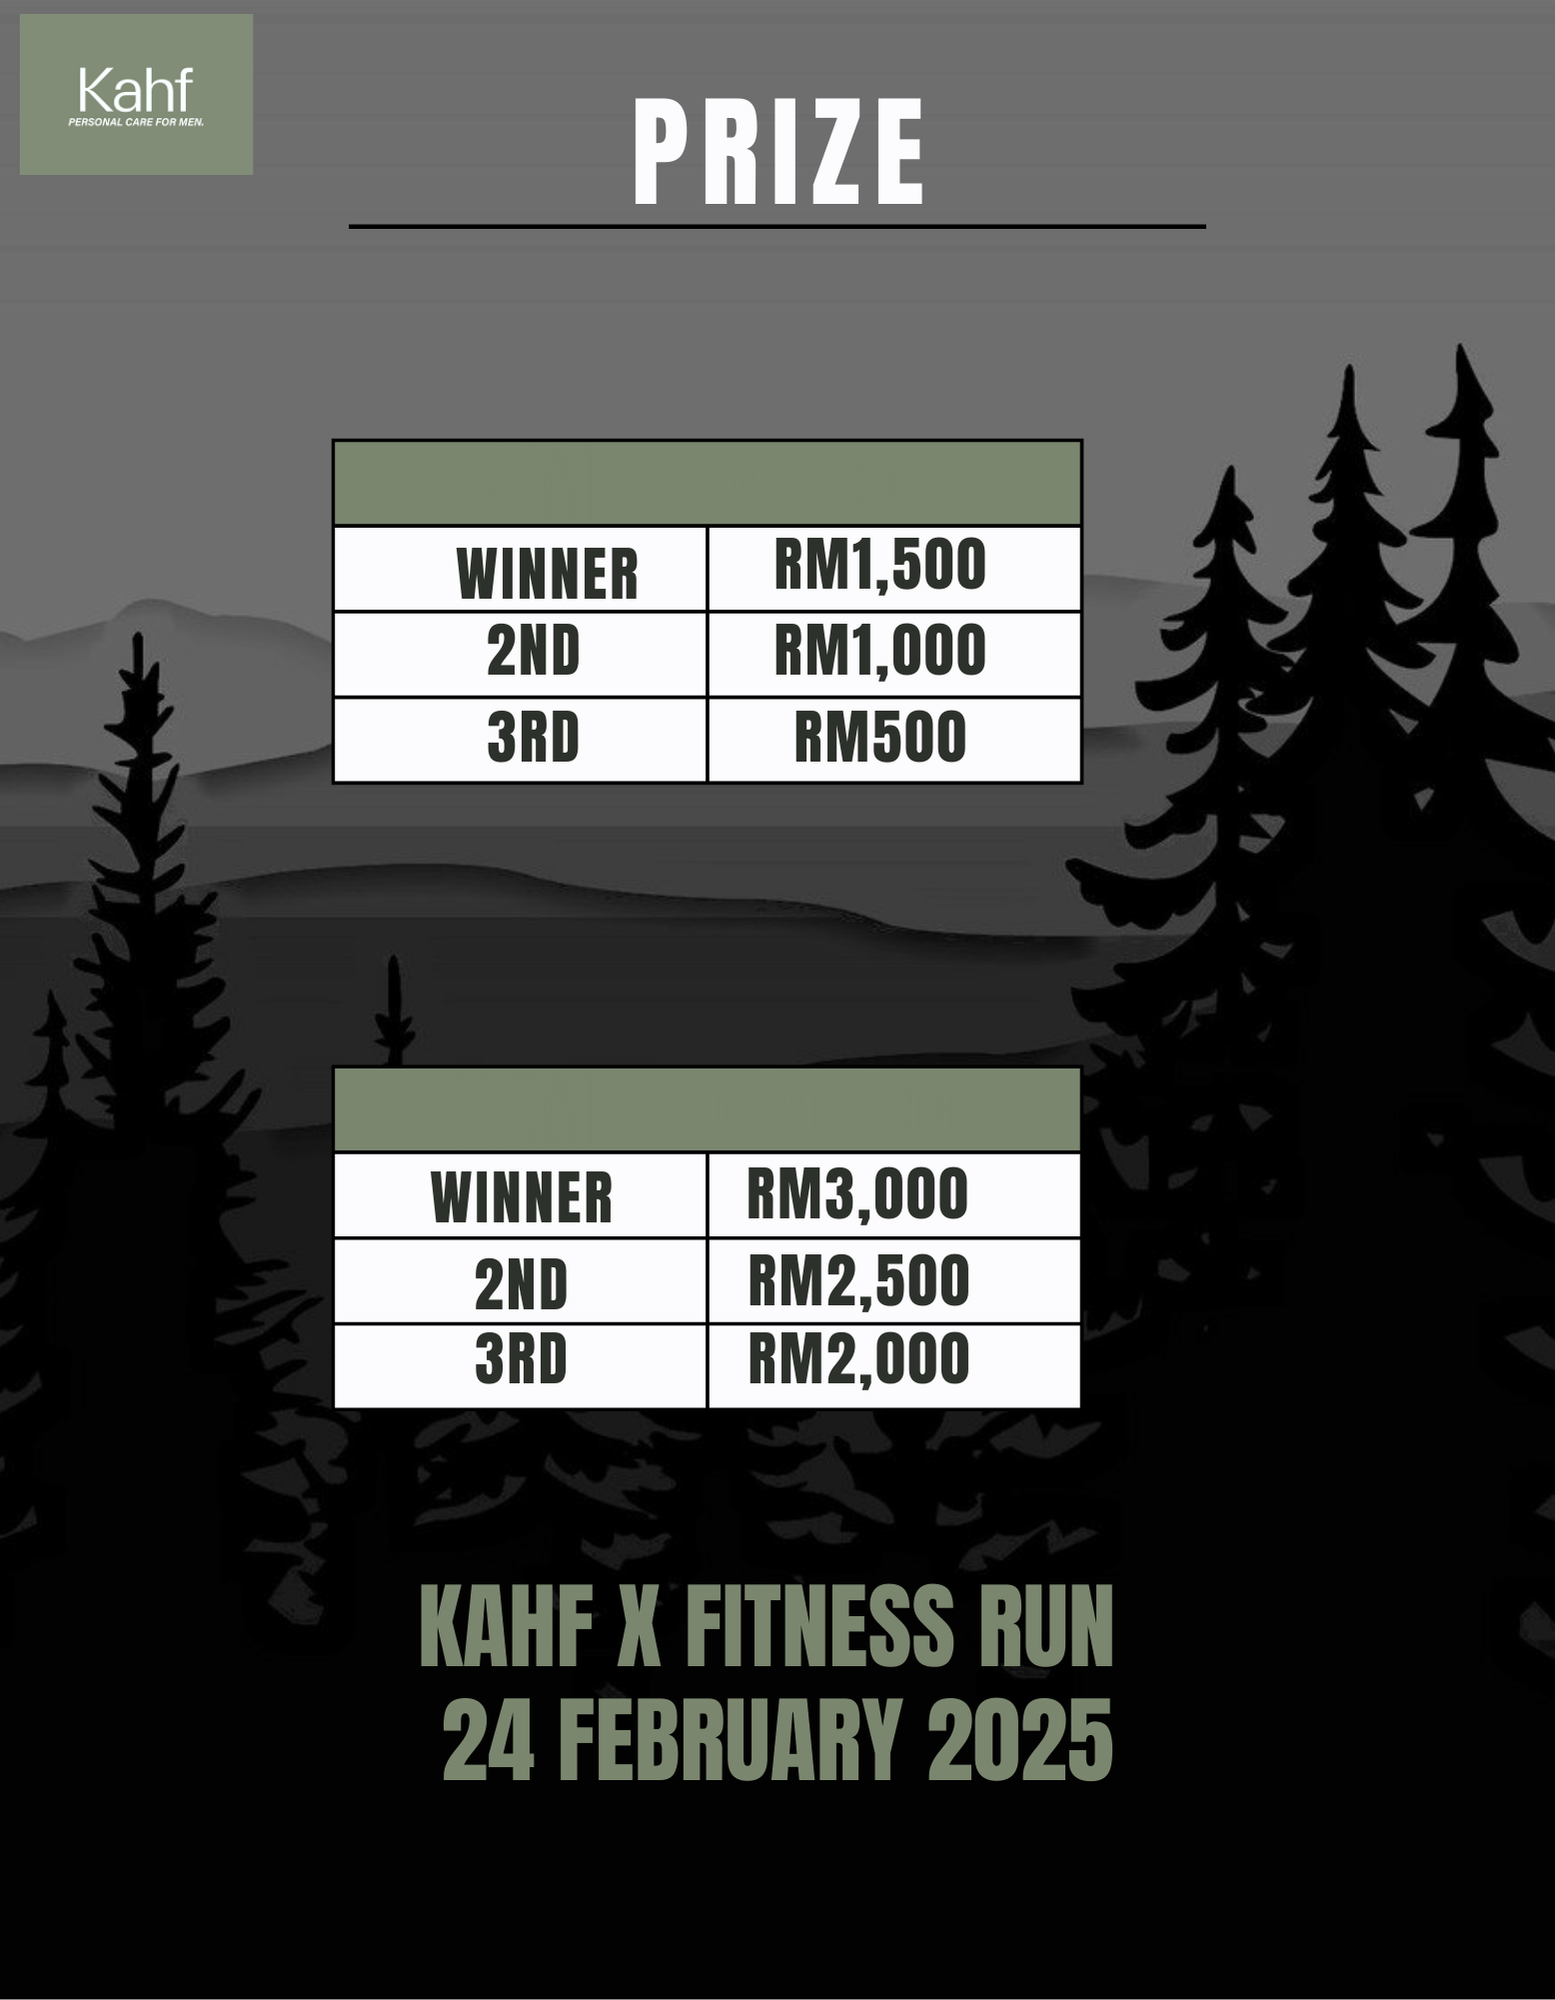 Kahf
PERSONAL CARE FOR MEN.
PRIZE
WINNER RM1,500
2ND RM1,000
3RD RM500
WINNER RM3,000
2ND RM2,500
3RD RM2,000
KAHF X FITNESS RUN
24 FEBRUARY 2025